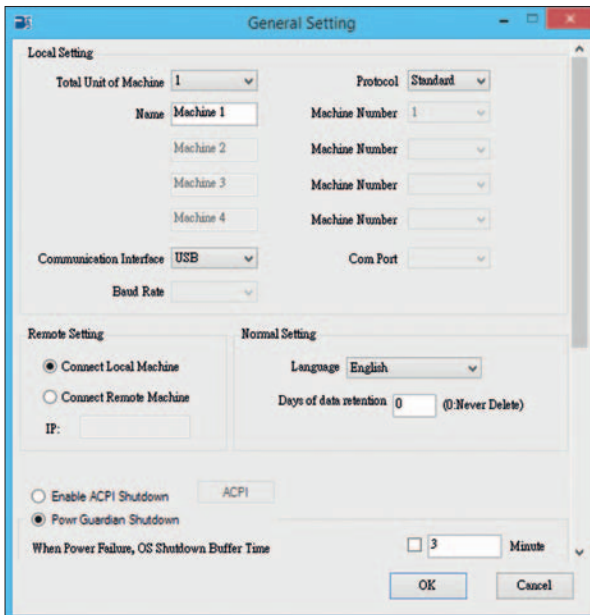 General Setting
Local Setting
Total Unit of Machine 1 Protocol Standard
Name Machine 1 Machine Number 1
Machine 2 Machine Number
Machine 3 Machine Number
Machine 4 Machine Number
Communication Interface USB Com Port
Baud Rate
Remote Setting Normal Setting
Connect Local Machine Language English
Connect Remote Machine Days of data retention 0 (0:Never Delete)
IP:
Enable ACPI Shutdown ACPI
Powr Guardian Shutdown
When Power Failure, OS Shutdown Buffer Time 3 Minute
OK Cancel